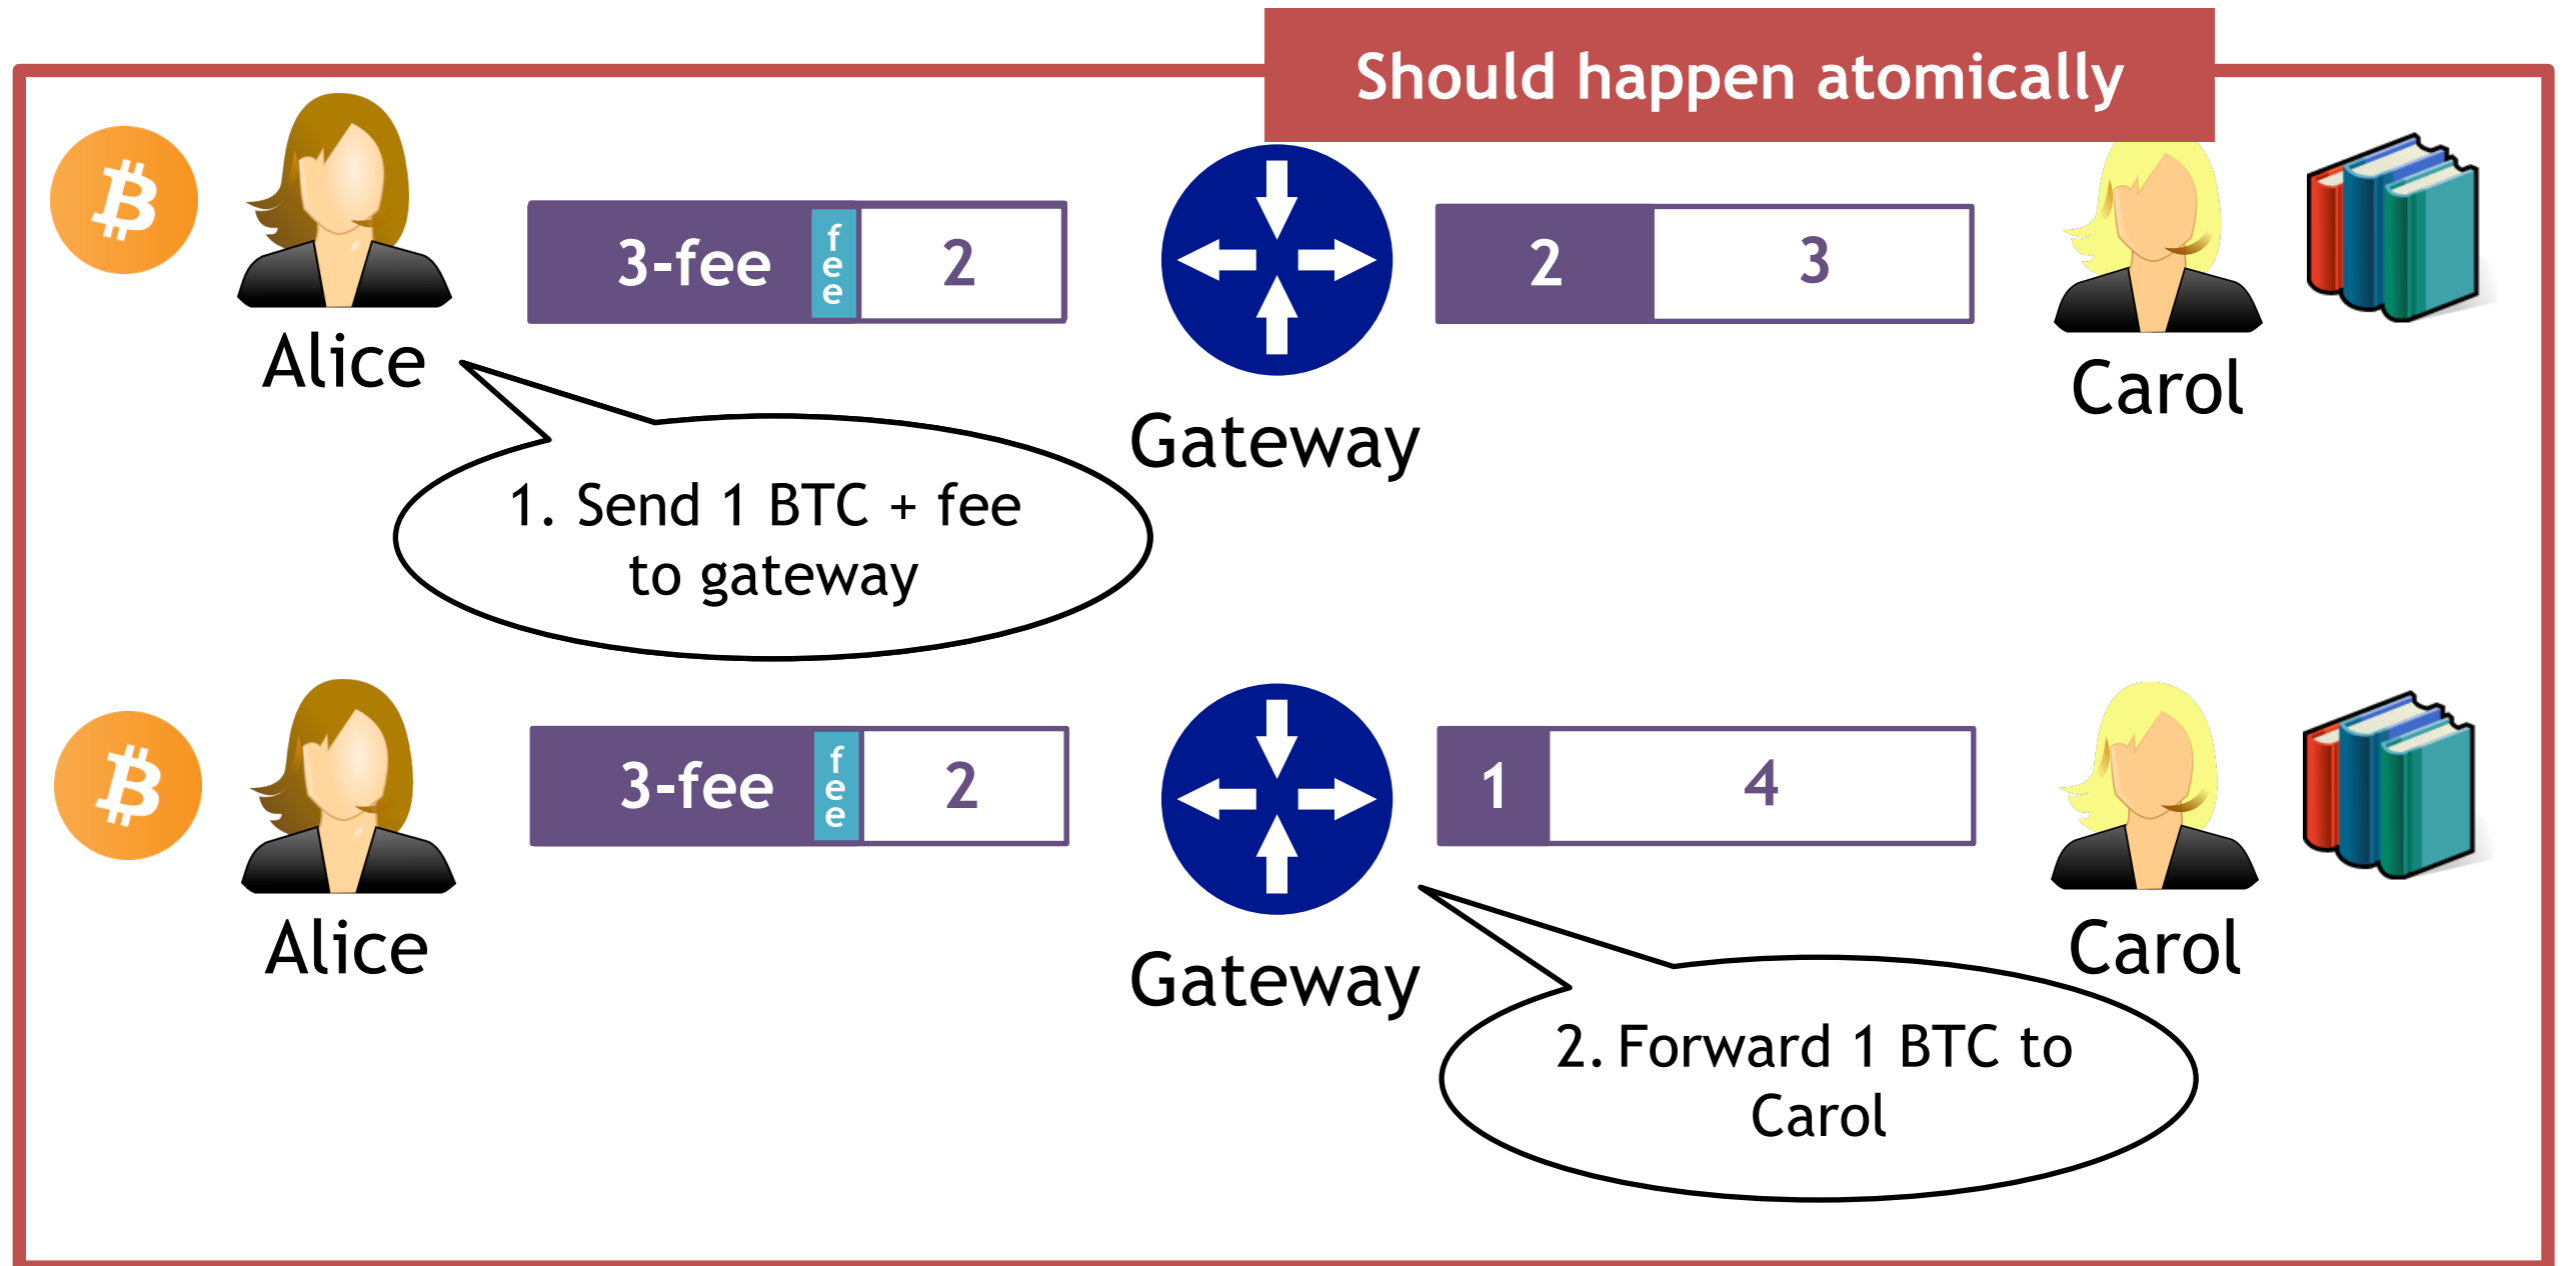 Should happen atomically
3-fee
fee
2
2
3
Alice
Gateway
Carol
1. Send 1 BTC + fee
to gateway
3-fee
fee
2
1
4
Alice
Gateway
Carol
2. Forward 1 BTC to
Carol